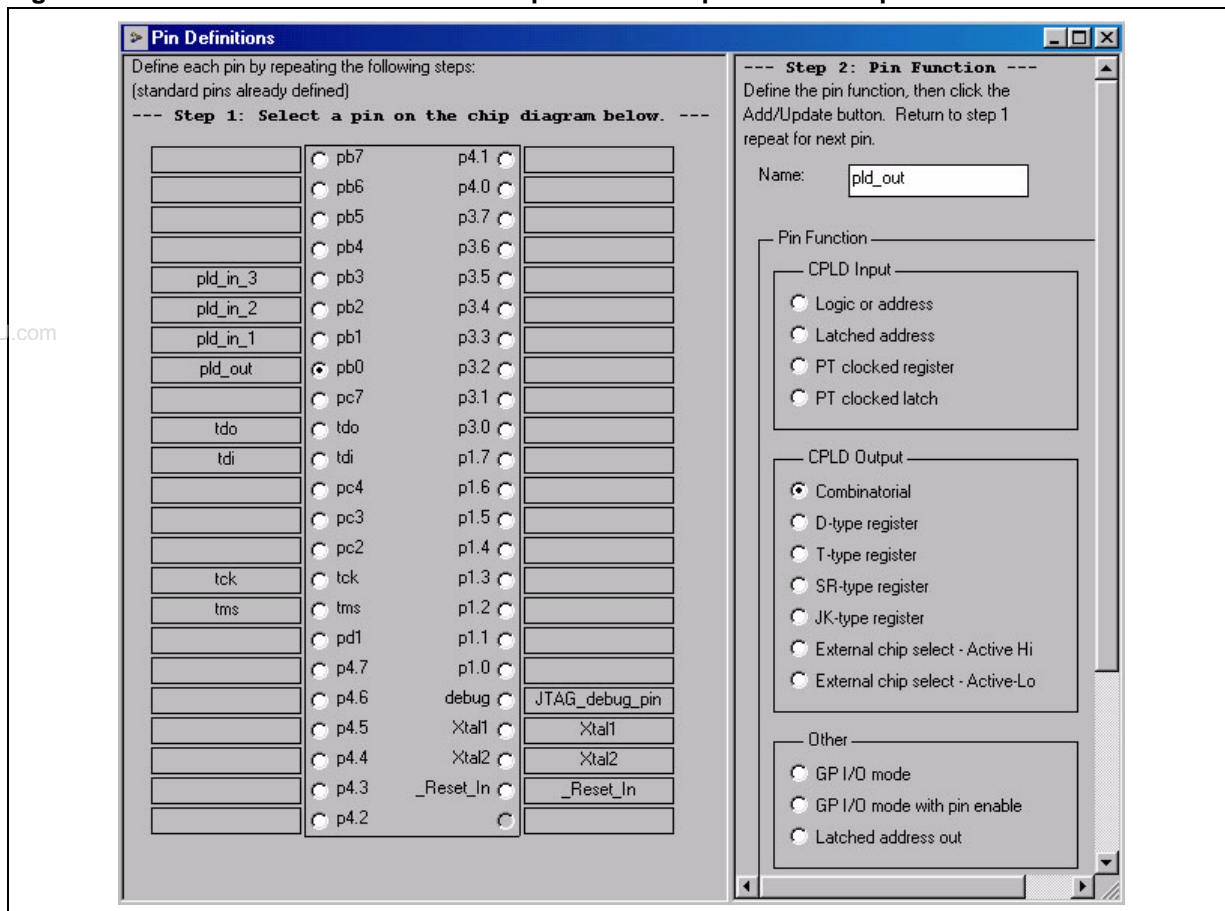 Pin Definitions
Define each pin by repeating the following steps:
(standard pins already defined)
--- Step 1: Select a pin on the chip diagram below. ---
pb7 p4.1
pb6 p4.0
pb5 p3.7
pb4 p3.6
pld_in_3 pb3 p3.5
pld_in_2 pb2 p3.4
pld_in_1 pb1 p3.3
pld_out pb0 p3.2
pc7 p3.1
tdo tdo p3.0
tdi tdi p1.7
pc4 p1.6
pc3 p1.5
pc2 p1.4
tck tck p1.3
tms tms p1.2
pd1 p1.1
p4.7 p1.0
p4.6 debug JTAG_debug_pin
p4.5 Xtal1 Xtal1
p4.4 Xtal2 Xtal2
p4.3 _Reset_In _Reset_In
p4.2
--- Step 2: Pin Function ---
Define the pin function, then click the
Add/Update button. Return to step 1
repeat for next pin.
Name: pld_out
Pin Function
CPLD Input
Logic or address
Latched address
PT clocked register
PT clocked latch
CPLD Output
Combinatorial
D-type register
T-type register
SR-type register
JK-type register
External chip select - Active Hi
External chip select - Active-Lo
Other
GP I/O mode
GP I/O mode with pin enable
Latched address out
.com